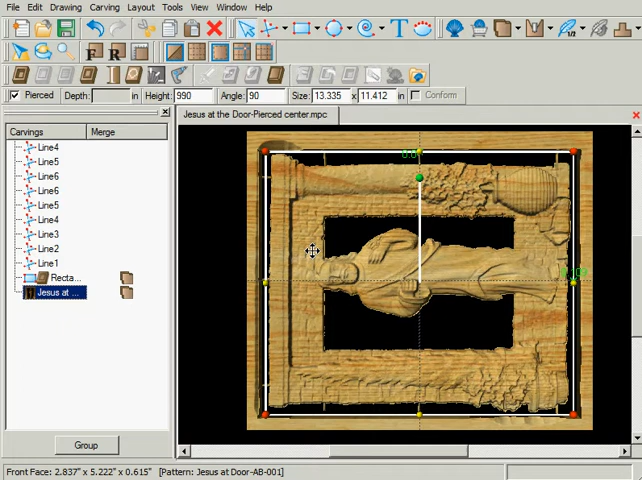 File Edit Drawing Carving Layout Tools View Window Help
F R
Pierced Depth: in Height: 990 Angle: 90 Size: 13.335 x 11.412 in Conform
Jesus at the Door-Pierced center.mpc
Carvings Merge
Line4
Line5
Line6
Line6
Line5
Line4
Line3
Line2
Line1
Recta...
Jesus at ...
Group
Front Face: 2.837" x 5.222" x 0.615" [Pattern: Jesus at Door-AB-001]